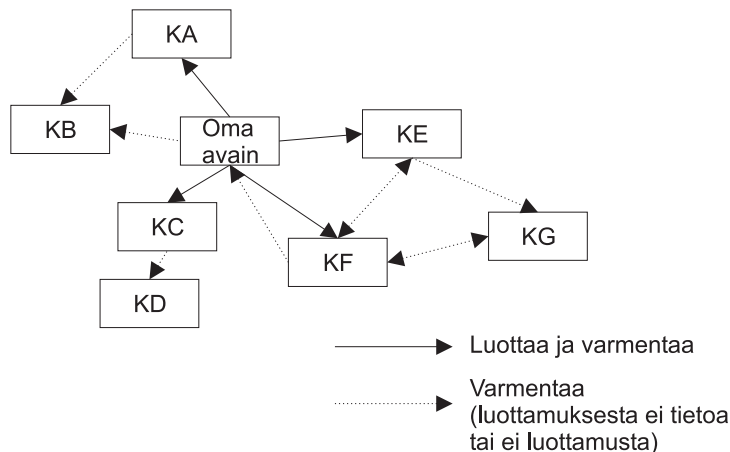 KA
KB
Oma
avain
KE
KC
KG
KF
KD
Luottaa ja varmentaa
Varmentaa
(luottamuksesta ei tietoa
tai ei luottamusta)